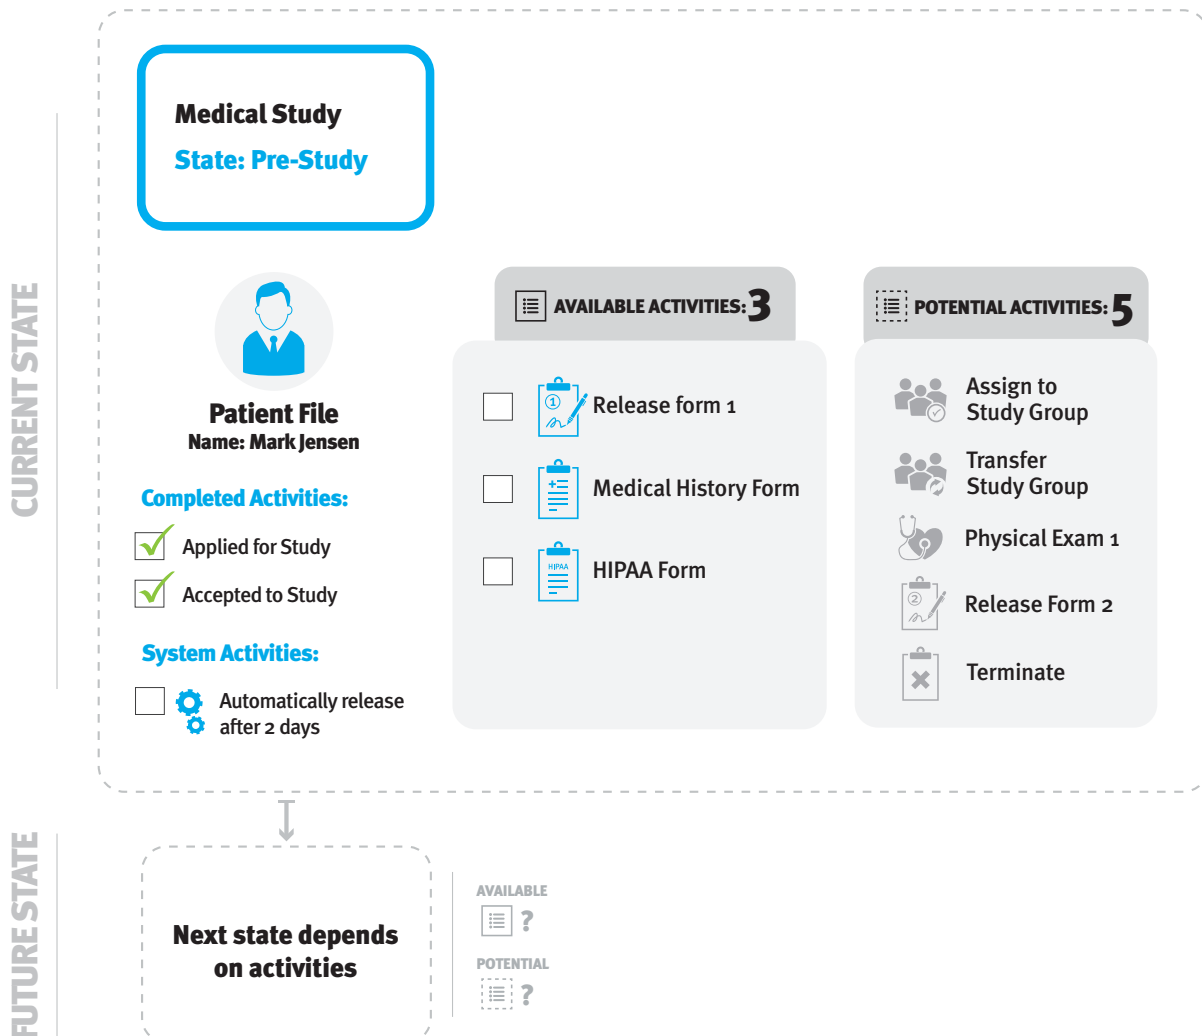 CURRENT STATE
Medical Study
State: Pre-Study
Patient File
Name: Mark Jensen
Completed Activities:
Applied for Study
Accepted to Study
System Activities:
Automatically release
after 2 days
AVAILABLE ACTIVITIES: 3
1
Release form 1
Medical History Form
HIPAA
HIPAA Form
POTENTIAL ACTIVITIES: 5
Assign to
Study Group
Transfer
Study Group
Physical Exam 1
2
Release Form 2
Terminate
FUTURE STATE
Next state depends
on activities
AVAILABLE
?
POTENTIAL
?